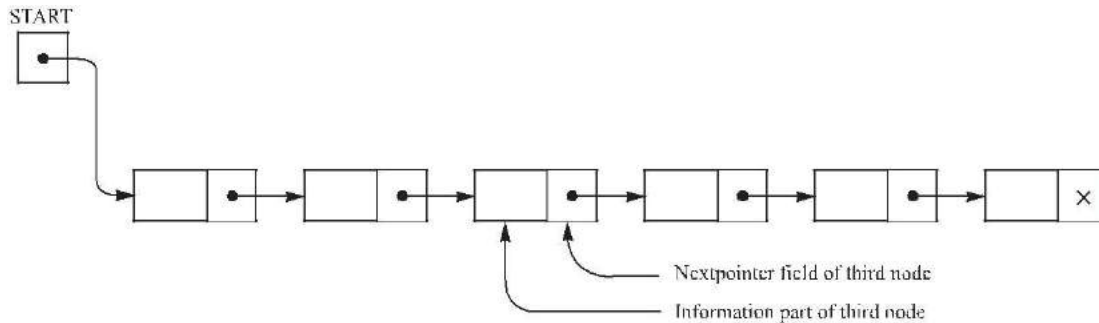 START
Nextpointer field of third node
Information part of third node